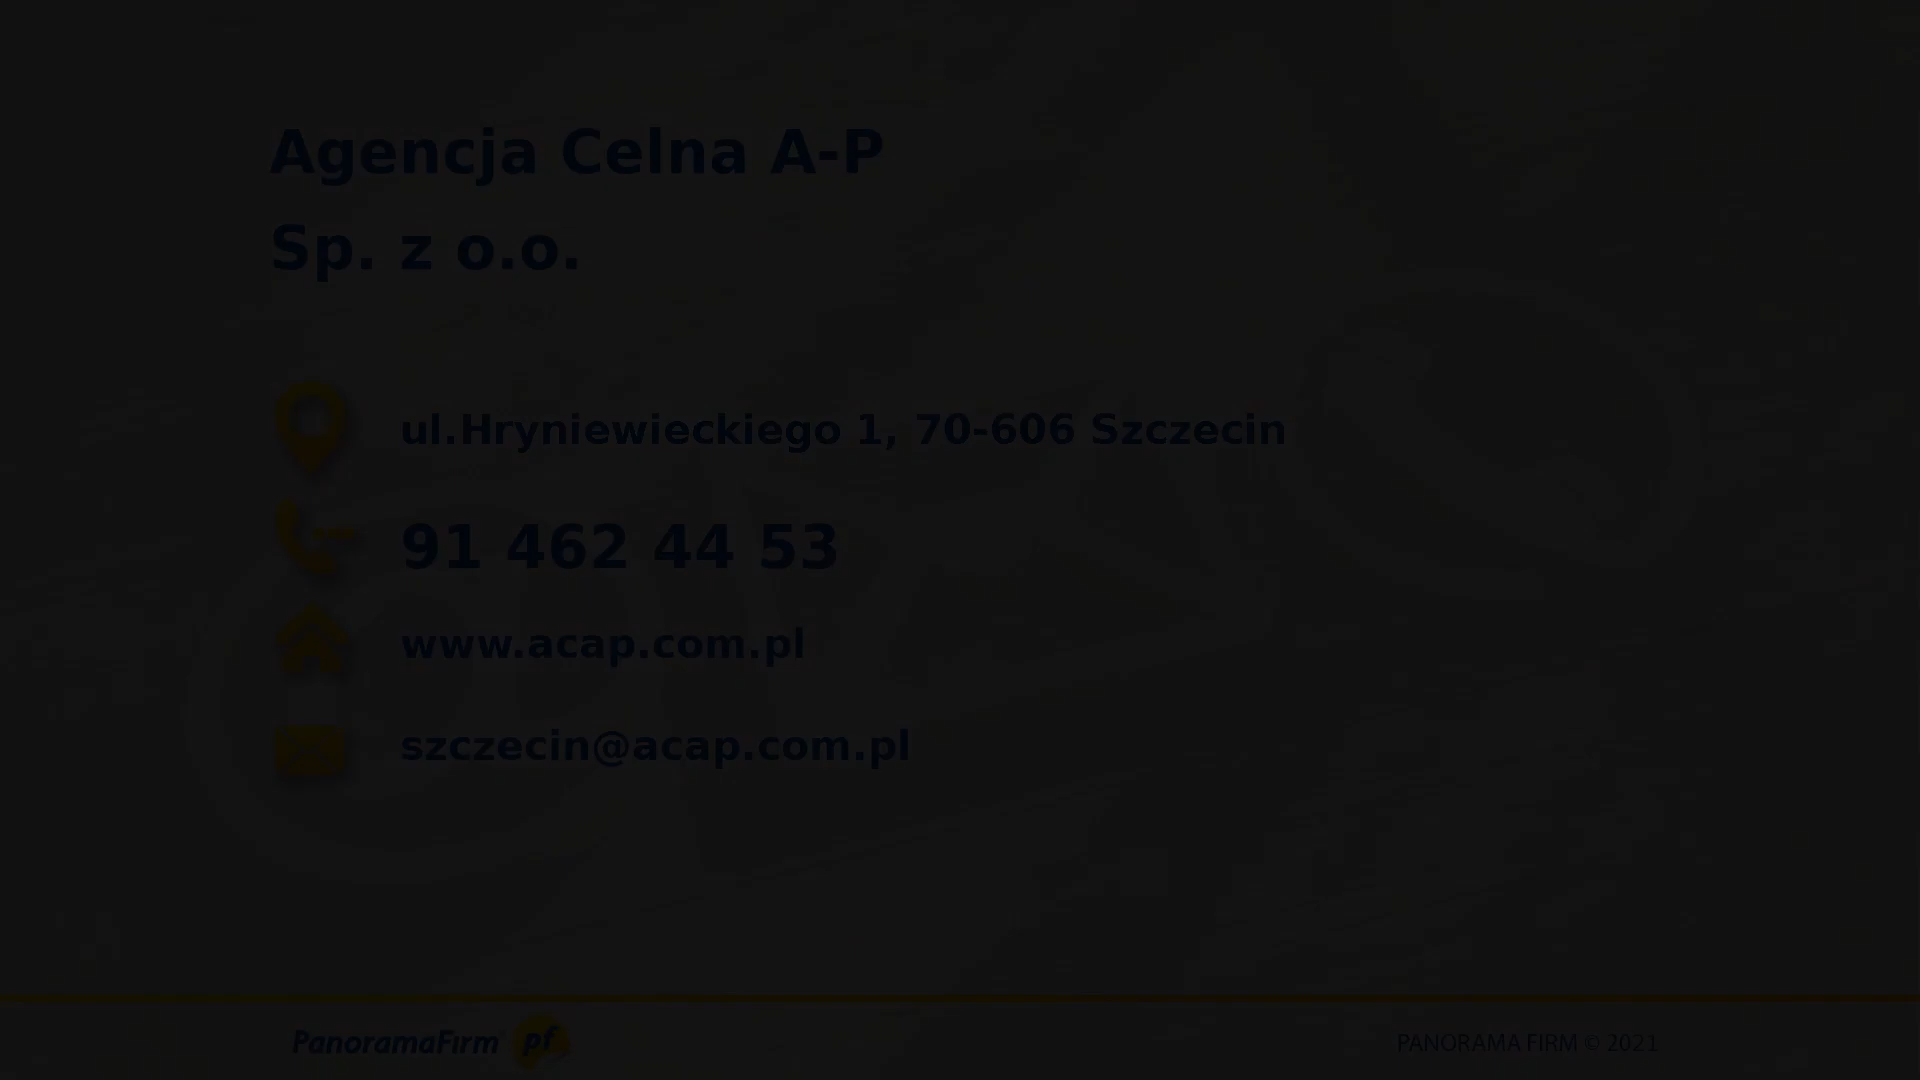 Agencja Celna A-P
Sp. z o.o.
ul.Hryniewieckiego 1, 70-606 Szczecin
91 462 44 53
www.acap.com.pl
szczecin@acap.com.pl
PanoramaFirm pf
PANORAMA FIRM © 2021